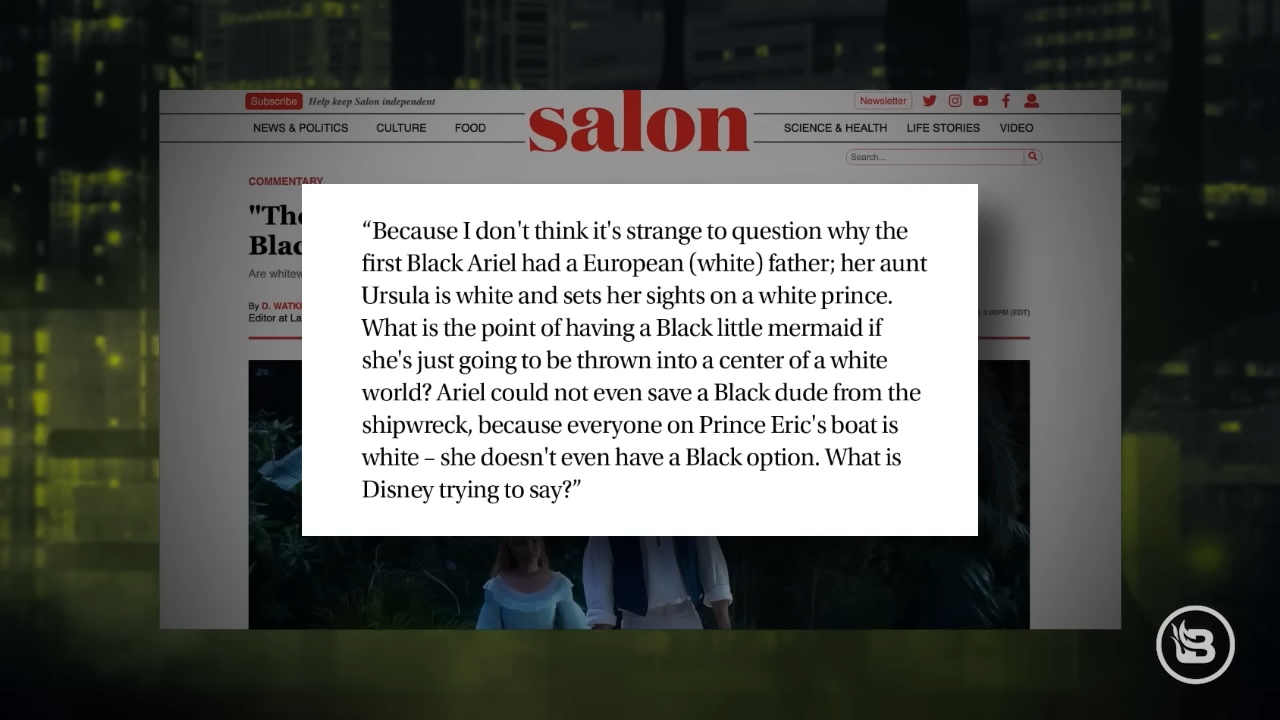 Subscribe Help keep Salon independent
Newsletter
salon
NEWS & POLITICS CULTURE FOOD
SCIENCE & HEALTH LIFE STORIES VIDEO
Search...
COMMENTARY
"The
Blac
Are
By D.
Editor at La
3:00PM (EDT)
“Because I don't think it's strange to question why the
first Black Ariel had a European (white) father; her aunt
Ursula is white and sets her sights on a white prince.
What is the point of having a Black little mermaid if
she's just going to be thrown into a center of a white
world? Ariel could not even save a Black dude from the
shipwreck, because everyone on Prince Eric's boat is
white – she doesn't even have a Black option. What is
Disney trying to say?”
B